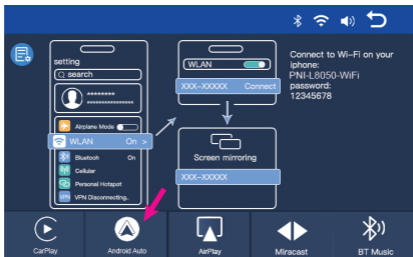 setting
search
********
**************
Airplane Mode
WLAN On >
Bluetooh On
Cellular
Personal Hotspot
VPN Disconnecting..
WLAN
XXX-XXXXX Connect
Screen mirroring
XXX-XXXXX
Connect to Wi-Fi on your
iphone:
PNI-L8050-WiFi
password:
12345678
CarPlay
Android Auto
AirPlay
Miracast
BT Music